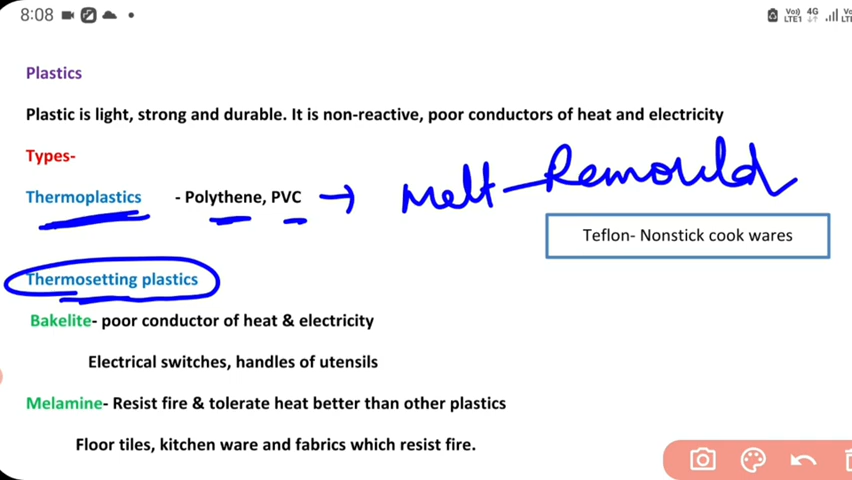 8:08
Vo)) LTE1 4G
Plastics
Plastic is light, strong and durable. It is non-reactive, poor conductors of heat and electricity
Types-
Thermoplastics - Polythene, PVC → Melt - Remould
Teflon- Nonstick cook wares
Thermosetting plastics
Bakelite- poor conductor of heat & electricity
Electrical switches, handles of utensils
Melamine- Resist fire & tolerate heat better than other plastics
Floor tiles, kitchen ware and fabrics which resist fire.